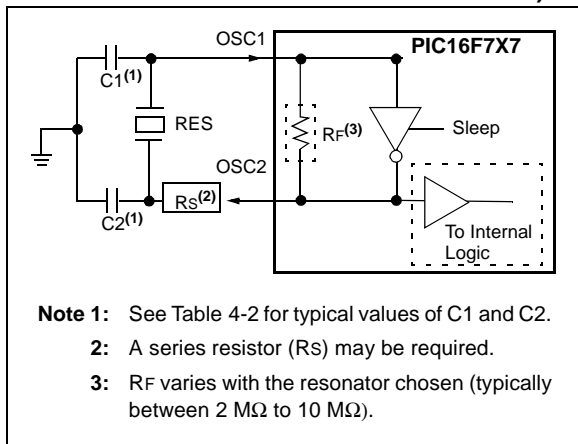 OSC1
PIC16F7X7
C1(1)
RES
RF(3)
Sleep
OSC2
C2(1)
RS(2)
To Internal
Logic
Note 1: See Table 4-2 for typical values of C1 and C2.
2: A series resistor (RS) may be required.
3: RF varies with the resonator chosen (typically
between 2 MΩ to 10 MΩ).